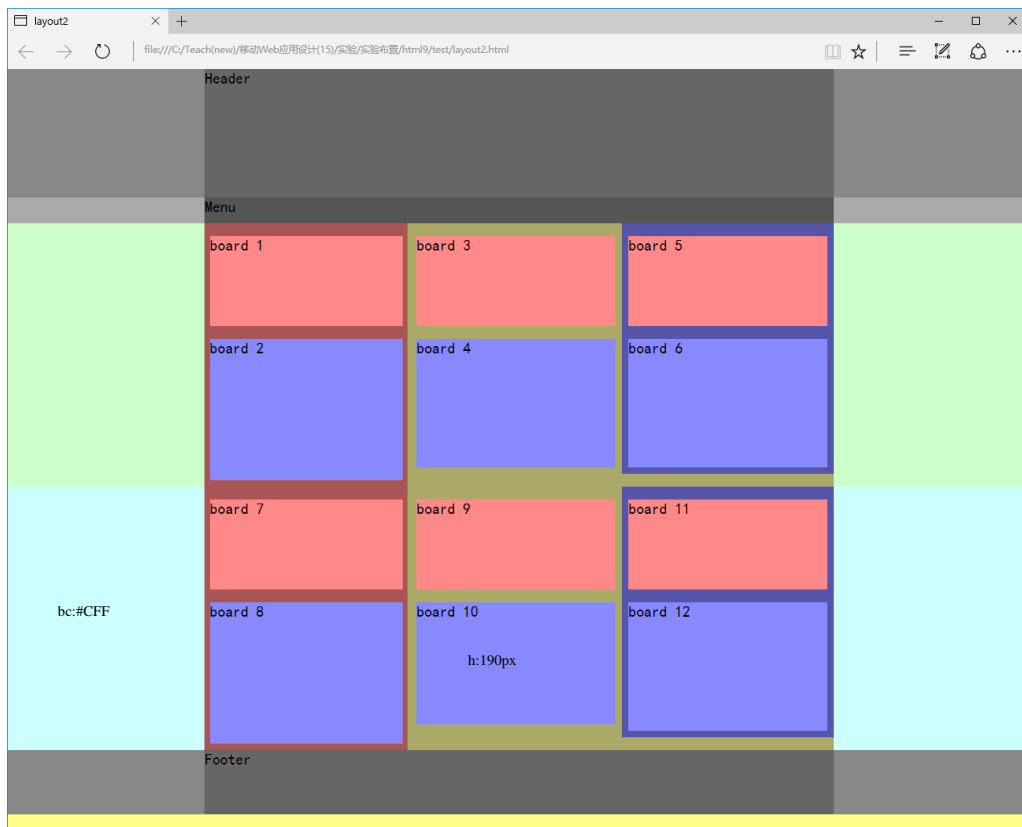 layout2
file:///C:/Teach(new)/移动Web应用设计(15)/实验/实验布置/html9/test/layout2.html
Header
Menu
board 1
board 3
board 5
board 2
board 4
board 6
board 7
board 9
board 11
bc:#CFF
board 8
board 10
board 12
h:190px
Footer